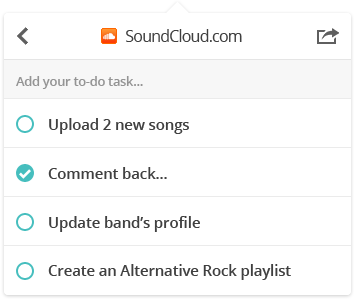 SoundCloud.com
Add your to-do task...
Upload 2 new songs
Comment back...
Update band’s profile
Create an Alternative Rock playlist